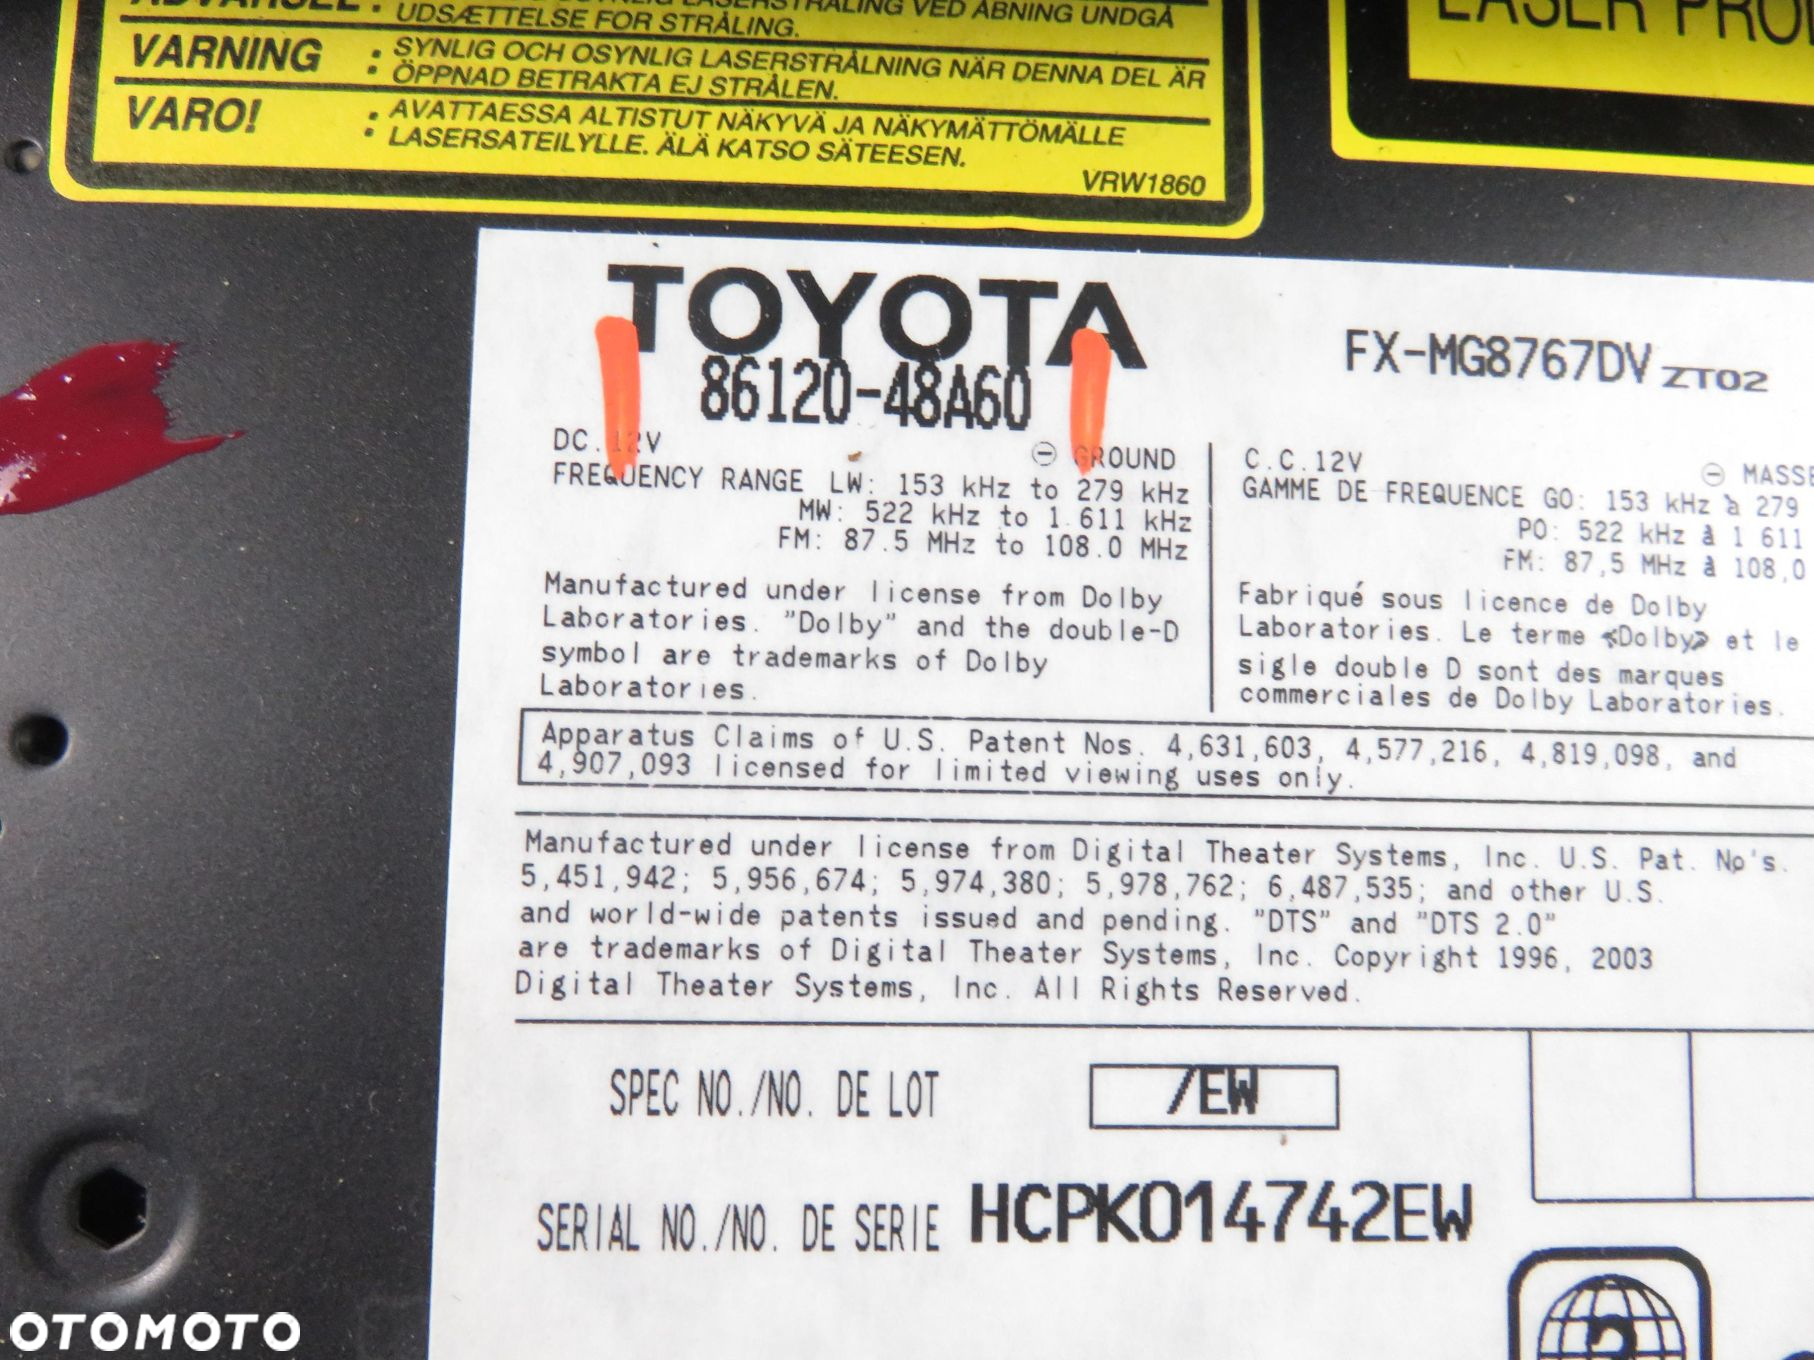 UDSÆTTELSE FOR STRÅLING.
VARNING : SYNLIG OCH OSYNLIG LASERSTRÅLNING NÄR DENNA DEL ÄR
ÖPPNAD BETRAKTA EJ STRÅLEN.
VARO! : AVATTAESSA ALTISTUT NÄKYVÄ JA NÄKYMÄTTÖMÄLLE
LASERSATEILYLLE. ÄLÄ KATSO SÄTEESEN.
VRW1860
LASER
TOYOTA
86120-48A60
FX-MG8767DV ZT02
DC. 12V ⊖ GROUND
FREQUENCY RANGE LW: 153 kHz to 279 kHz
MW: 522 kHz to 1 611 kHz
FM: 87.5 MHz to 108.0 MHz
Manufactured under license from Dolby
Laboratories. "Dolby" and the double-D
symbol are trademarks of Dolby
Laboratories.
C.C.12V ⊖ MASSE
GAMME DE FREQUENCE GO: 153 kHz à 279
PO: 522 kHz à 1 611
FM: 87,5 MHz à 108,0
Fabriqué sous licence de Dolby
Laboratories. Le terme «Dolby» et le
sigle double D sont des marques
commerciales de Dolby Laboratories.
Apparatus Claims of U.S. Patent Nos. 4,631,603, 4,577,216, 4,819,098, and
4,907,093 licensed for limited viewing uses only.
Manufactured under license from Digital Theater Systems, Inc. U.S. Pat. No's.
5,451,942; 5,956,674; 5,974,380; 5,978,762; 6,487,535; and other U.S.
and world-wide patents issued and pending. "DTS" and "DTS 2.0"
are trademarks of Digital Theater Systems, Inc. Copyright 1996, 2003
Digital Theater Systems, Inc. All Rights Reserved.
SPEC NO./NO. DE LOT /EW
SERIAL NO./NO. DE SERIE HCPK014742EW
2
OTOMOTO